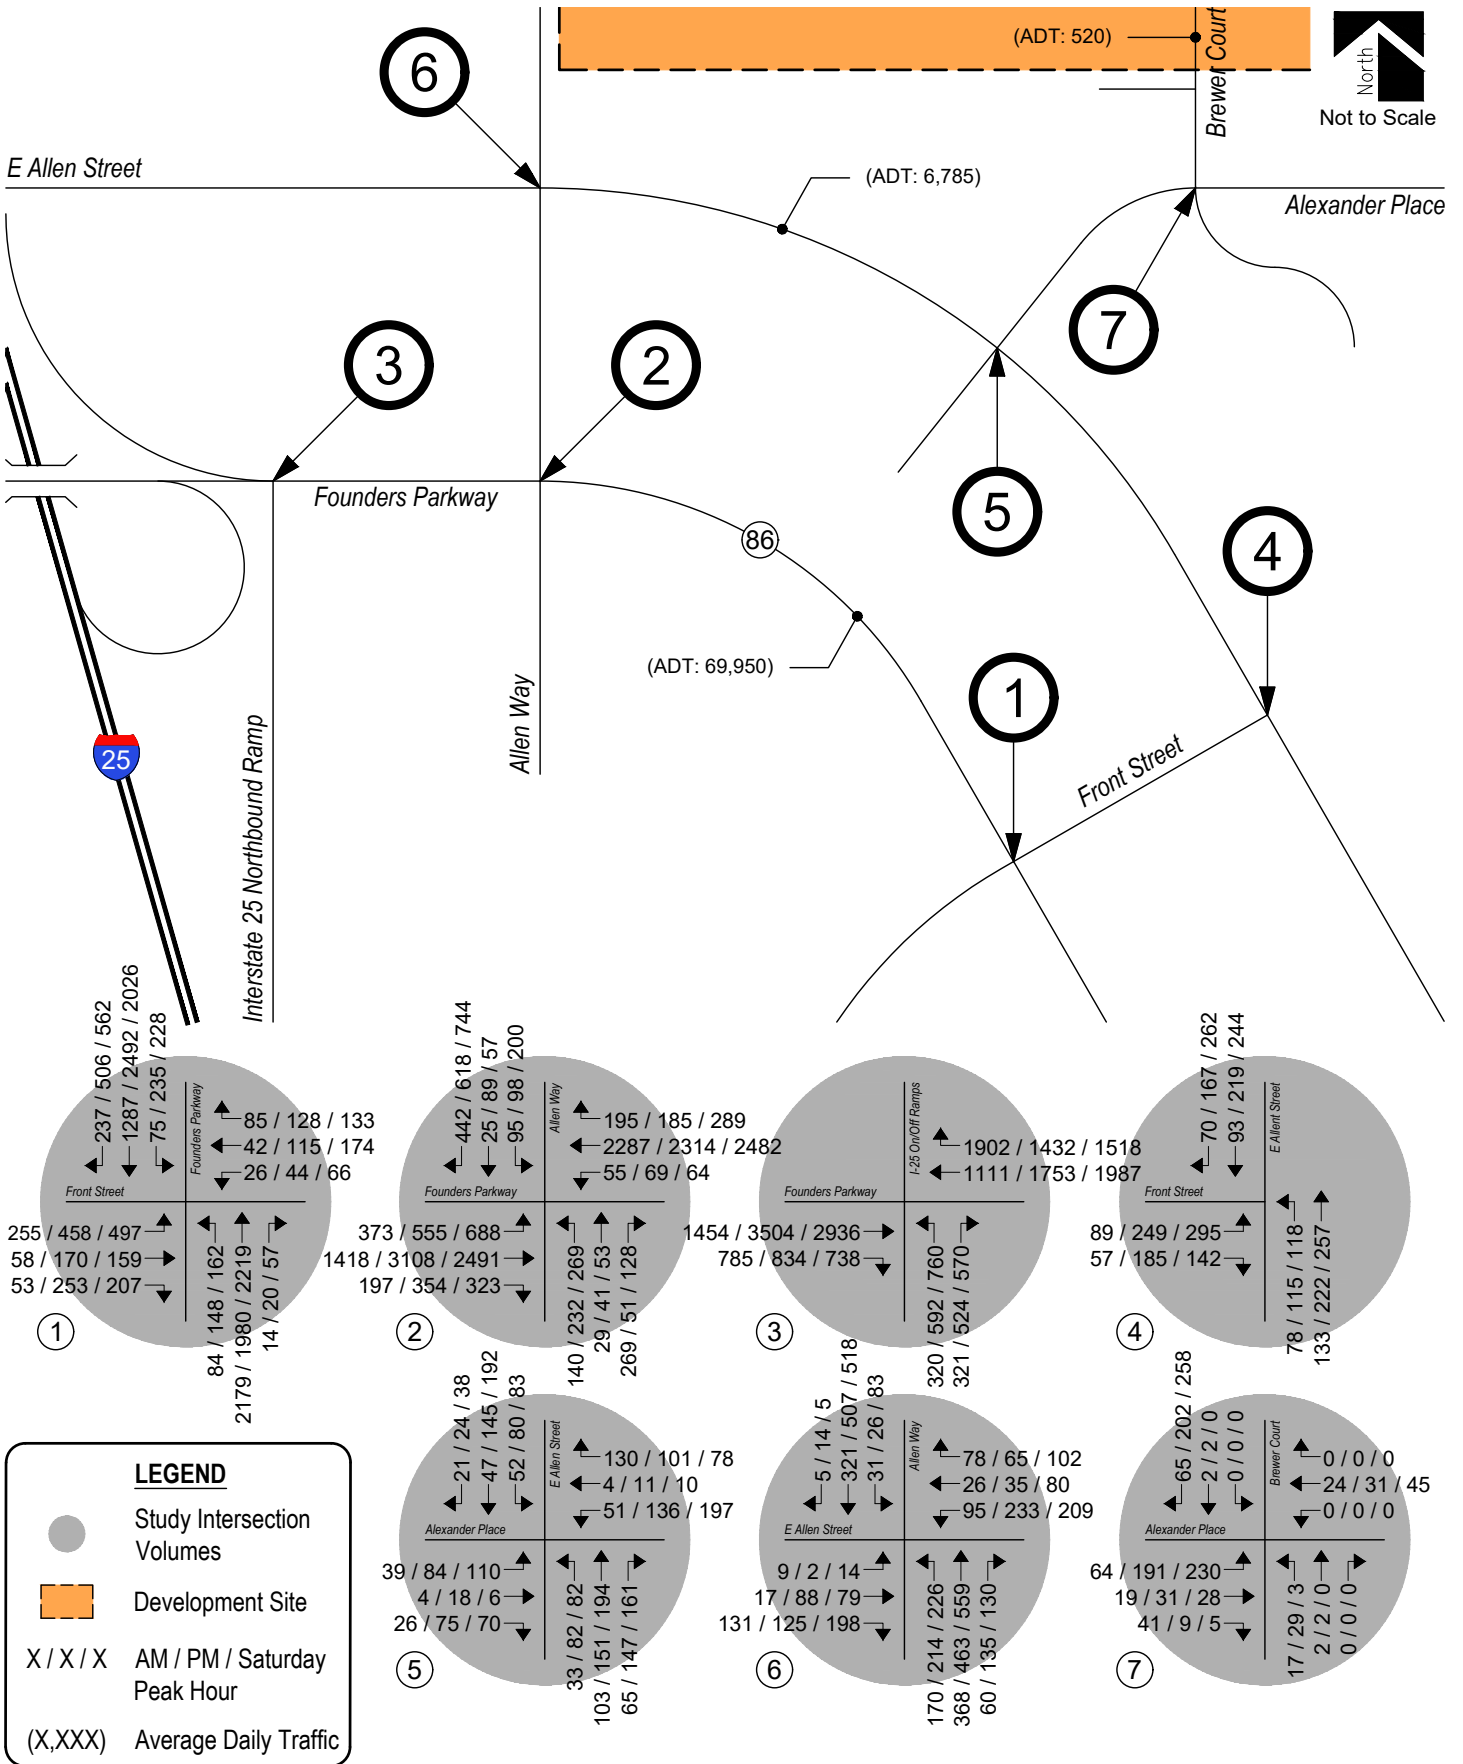 (ADT: 520)
Brewer Court
North
Not to Scale
6
E Allen Street
(ADT: 6,785)
Alexander Place
7
3
2
Founders Parkway
5
86
4
(ADT: 69,950)
1
Allen Way
Front Street
25
Interstate 25 Northbound Ramp
237 / 506 / 562
1287 / 2492 / 2026
75 / 235 / 228
Founders Parkway
85 / 128 / 133
42 / 115 / 174
26 / 44 / 66
Front Street
255 / 458 / 497
58 / 170 / 159
53 / 253 / 207
84 / 148 / 162
2179 / 1980 / 2219
14 / 20 / 57
1
442 / 618 / 744
25 / 89 / 57
95 / 98 / 200
Allen Way
195 / 185 / 289
2287 / 2314 / 2482
55 / 69 / 64
Founders Parkway
373 / 555 / 688
1418 / 3108 / 2491
197 / 354 / 323
140 / 232 / 269
29 / 41 / 53
269 / 51 / 128
2
I-25 On/Off Ramps
1902 / 1432 / 1518
1111 / 1753 / 1987
Founders Parkway
1454 / 3504 / 2936
785 / 834 / 738
320 / 592 / 760
321 / 524 / 570
3
70 / 167 / 262
93 / 219 / 244
E Allent Street
Front Street
89 / 249 / 295
57 / 185 / 142
78 / 115 / 118
133 / 222 / 257
4
21 / 24 / 38
47 / 145 / 192
52 / 80 / 83
E Allen Street
130 / 101 / 78
4 / 11 / 10
51 / 136 / 197
Alexander Place
39 / 84 / 110
4 / 18 / 6
26 / 75 / 70
33 / 82 / 82
103 / 151 / 194
65 / 147 / 161
5
5 / 14 / 5
321 / 507 / 518
31 / 26 / 83
Allen Way
78 / 65 / 102
26 / 35 / 80
95 / 233 / 209
E Allen Street
9 / 2 / 14
17 / 88 / 79
131 / 125 / 198
170 / 214 / 226
368 / 463 / 559
60 / 135 / 130
6
65 / 202 / 258
2 / 2 / 0
0 / 0 / 0
Brewer Court
0 / 0 / 0
24 / 31 / 45
0 / 0 / 0
Alexander Place
64 / 191 / 230
19 / 31 / 28
41 / 9 / 5
17 / 29 / 3
2 / 2 / 0
0 / 0 / 0
7
LEGEND
Study Intersection
Volumes
Development Site
X / X / X AM / PM / Saturday
Peak Hour
(X,XXX) Average Daily Traffic